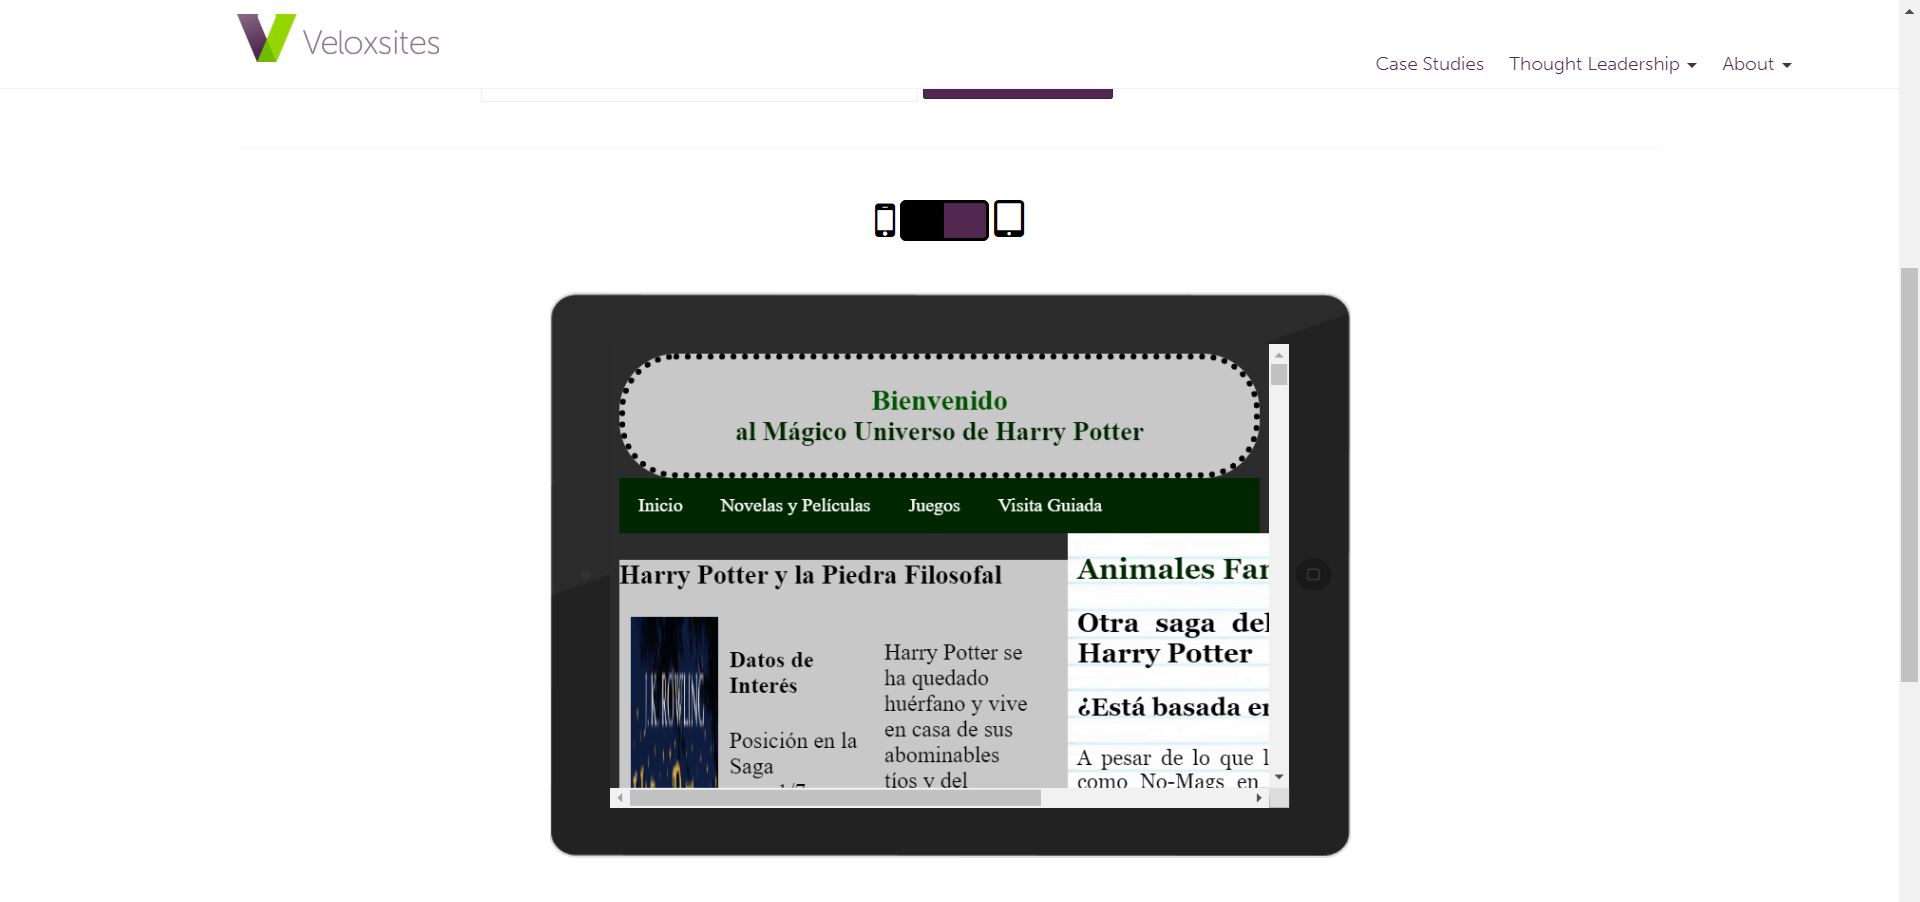 Veloxsites
Case Studies Thought Leadership About
Bienvenido
al Mágico Universo de Harry Potter
Inicio Novelas y Películas Juegos Visita Guiada
Harry Potter y la Piedra Filosofal
J.K. ROWLING
Datos de
Interés
Posición en la
Saga
Harry Potter se
ha quedado
huérfano y vive
en casa de sus
abominables
tíos y del
Animales
Otra saga
Harry Potter
¿Está basada
A pesar de lo que
como No-Mags en